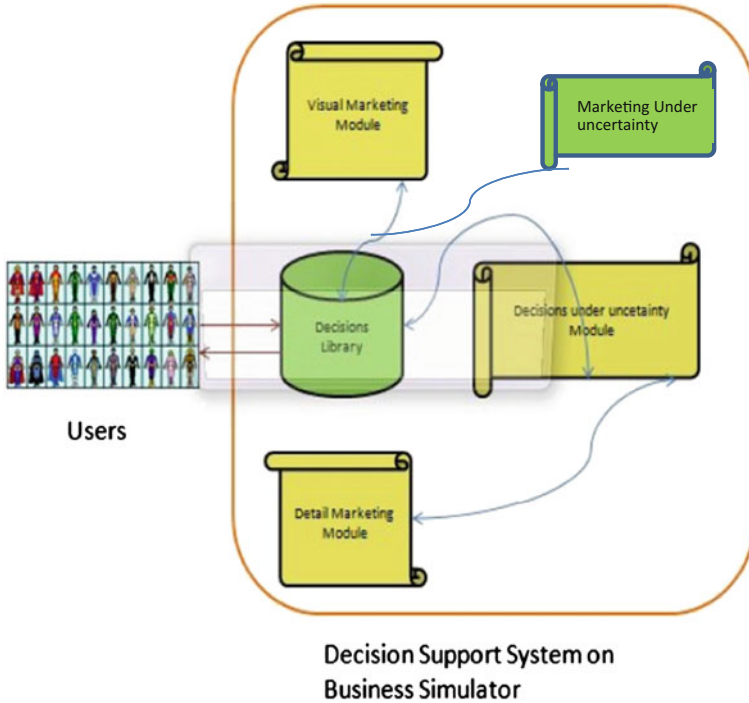 Visual Marketing
Module
Marketing Under
uncertainty
Decisions
Library
Decisions under uncetainty
Module
Users
Detail Marketing
Module
Decision Support System on
Business Simulator